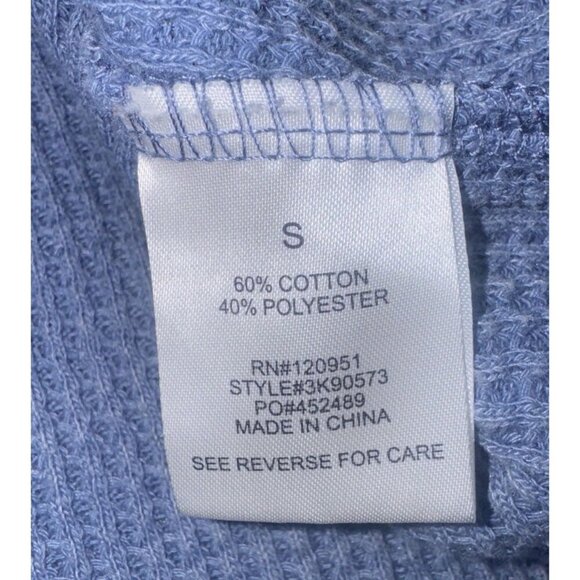 S
60% COTTON
40% POLYESTER
RN#120951
STYLE#3K90573
PO#452489
MADE IN CHINA
SEE REVERSE FOR CARE